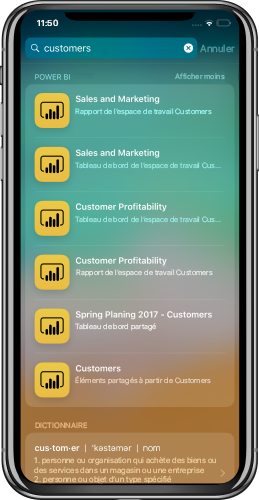 11:50
customers
Annuler
POWER BI
Afficher moins
Sales and Marketing
Rapport de l'espace de travail Customers
Sales and Marketing
Tableau de bord de l'espace de travail Cus...
Customer Profitability
Tableau de bord de l'espace de travail Cus...
Customer Profitability
Rapport de l'espace de travail Customers
Spring Planing 2017 - Customers
Tableau de bord partagé
Customers
Éléments partagés à partir de Customers
DICTIONNAIRE
cus·tom·er | ˈkəstəmər | nom
1. personne ou organisation qui achète des biens ou
des services dans un magasin ou une entreprise
2. personne ou objet d'un type spécifié